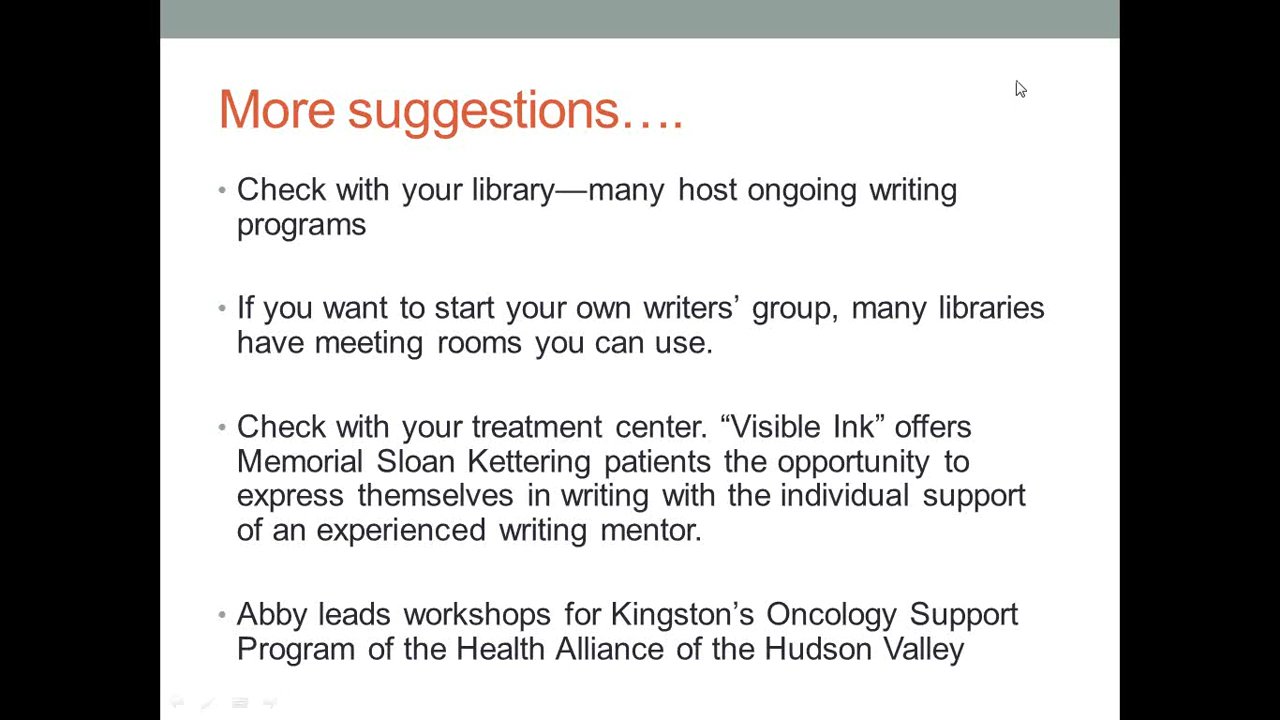 More suggestions….
• Check with your library—many host ongoing writing
programs
• If you want to start your own writers’ group, many libraries
have meeting rooms you can use.
• Check with your treatment center. “Visible Ink” offers
Memorial Sloan Kettering patients the opportunity to
express themselves in writing with the individual support
of an experienced writing mentor.
• Abby leads workshops for Kingston’s Oncology Support
Program of the Health Alliance of the Hudson Valley